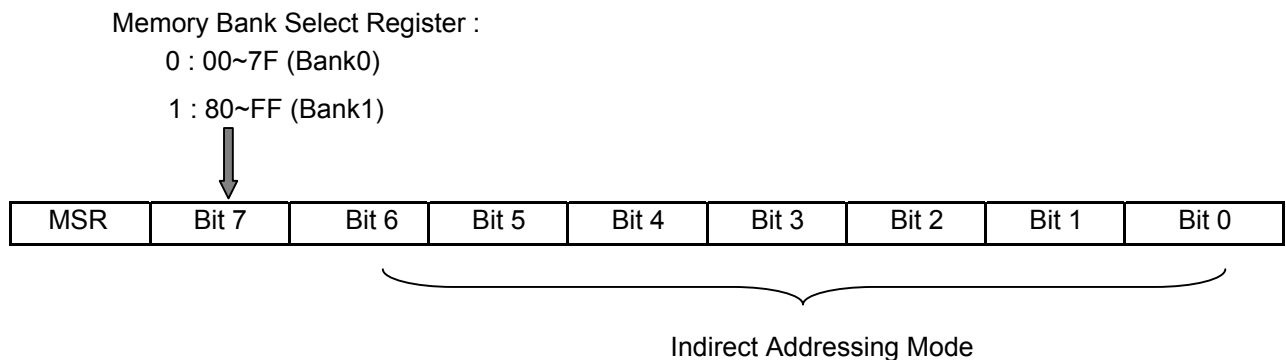 Memory Bank Select Register :
0 : 00~7F (Bank0)
1 : 80~FF (Bank1)
MSR Bit 7 Bit 6 Bit 5 Bit 4 Bit 3 Bit 2 Bit 1 Bit 0
Indirect Addressing Mode